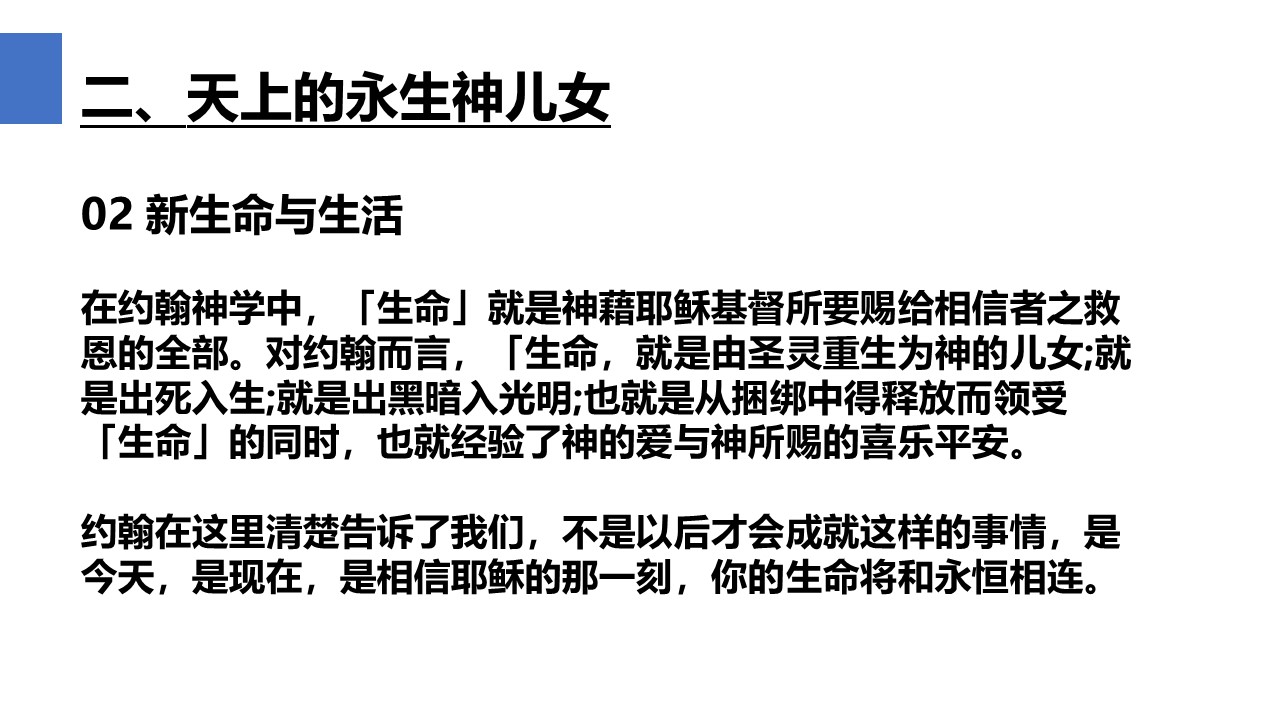 二、天上的永生神儿女
02 新生命与生活
在约翰神学中，「生命」就是神藉耶稣基督所要赐给相信者之救
恩的全部。对约翰而言，「生命，就是由圣灵重生为神的儿女;就
是出死入生;就是出黑暗入光明;也就是从捆绑中得释放而领受
「生命」的同时，也就经验了神的爱与神所赐的喜乐平安。
约翰在这里清楚告诉了我们，不是以后才会成就这样的事情，是
今天，是现在，是相信耶稣的那一刻，你的生命将和永恒相连。